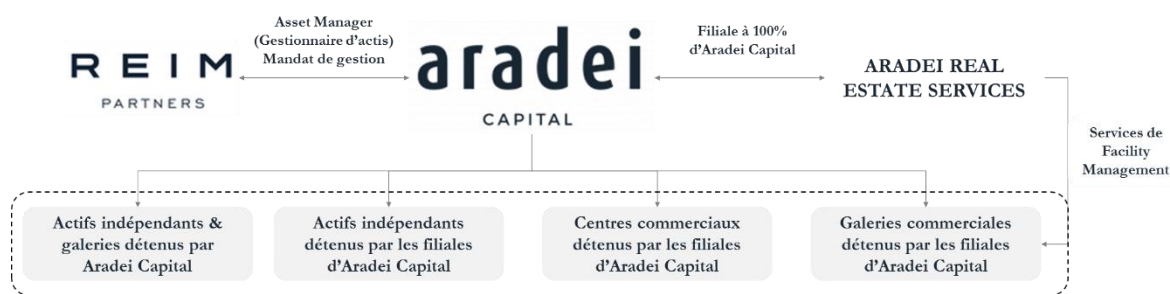 REIM
PARTNERS
Asset Manager
(Gestionnaire d'actis)
Mandat de gestion
aradei
CAPITAL
Filiale à 100%
d'Aradei Capital
ARADEI REAL
ESTATE SERVICES
Services de
Facility
Management
Actifs indépendants &
galeries détenus par
Aradei Capital
Actifs indépendants
détenus par les filiales
d'Aradei Capital
Centres commerciaux
détenus par les filiales
d'Aradei Capital
Galeries commerciales
détenues par les filiales
d'Aradei Capital